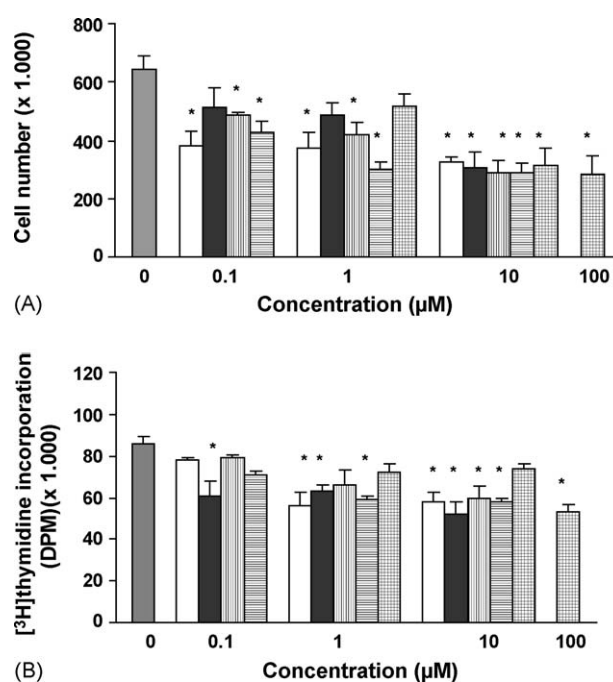 Cell number (x 1.000)
800
600
400
200
0
* * * * * * * * * * * *
0 0.1 1 10 100
(A)
Concentration (µM)
[³H]thymidine incorporation
(DPM)(x 1.000)
120
100
80
60
40
20
0
* * * * * * * * *
0 0.1 1 10 100
(B)
Concentration (µM)